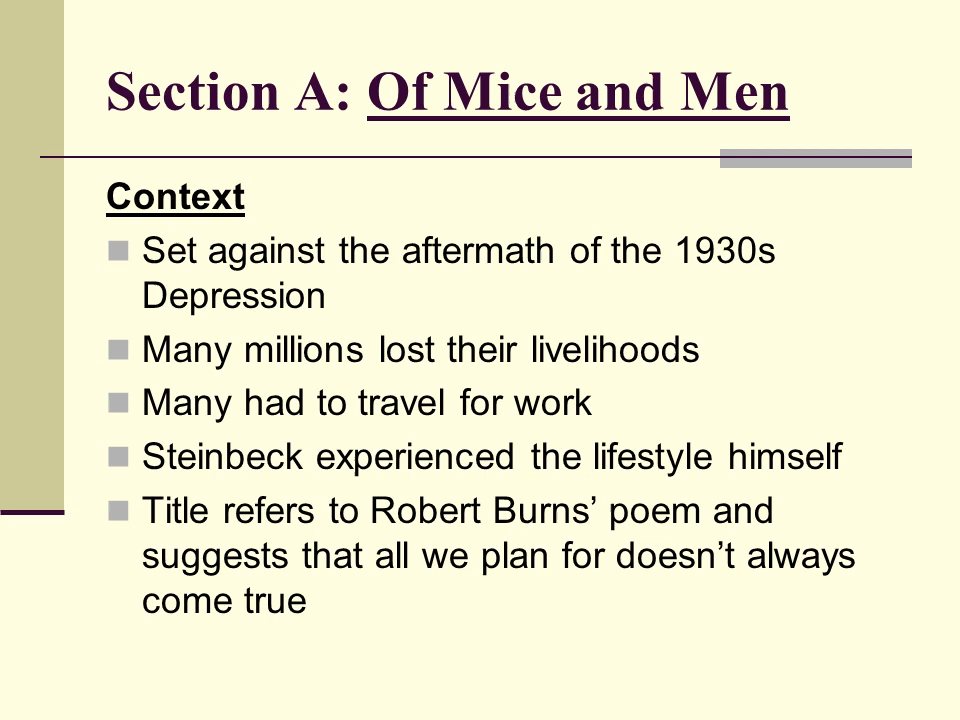 Section A: Of Mice and Men
Context
Set against the aftermath of the 1930s
Depression
Many millions lost their livelihoods
Many had to travel for work
Steinbeck experienced the lifestyle himself
Title refers to Robert Burns’ poem and
suggests that all we plan for doesn’t always
come true